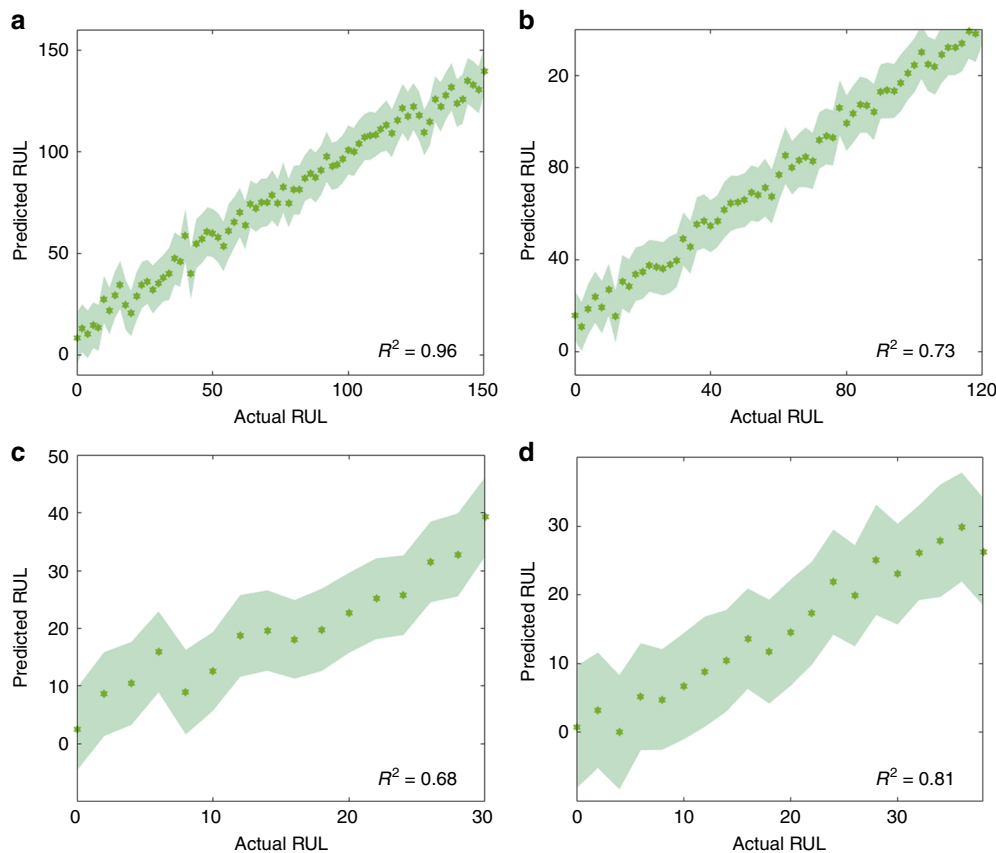 a
b
150
100
50
0
Predicted RUL
R² = 0.96
0 50 100 150
Actual RUL
20
80
40
0
Predicted RUL
R² = 0.73
0 40 80 120
Actual RUL
c
d
50
40
30
20
10
0
Predicted RUL
R² = 0.68
0 10 20 30
Actual RUL
30
20
10
0
Predicted RUL
R² = 0.81
0 10 20 30
Actual RUL